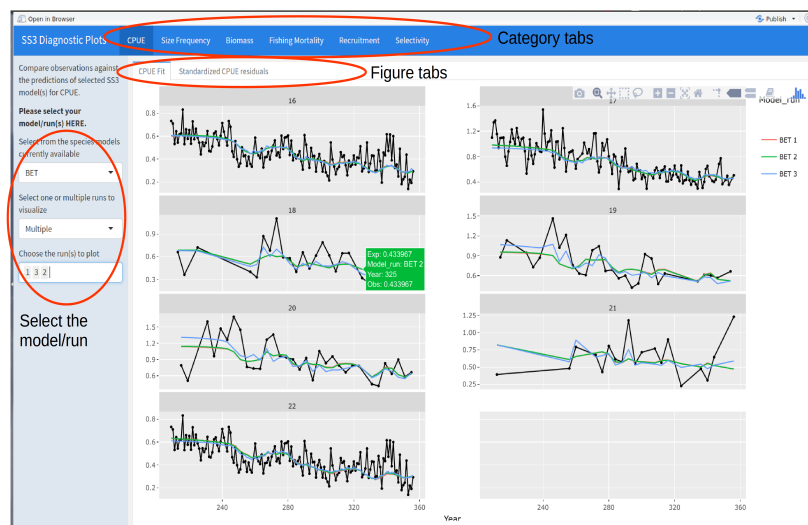 Open in Browser
Publish
SS3 Diagnostic Plots
CPUE
Size Frequency
Biomass
Fishing Mortality
Recruitment
Selectivity
Category tabs
CPUE Fit
Standardized CPUE residuals
Figure tabs
Compare observations against
the predictions of selected SS3
model(s) for CPUE.
Please select your
model/run(s) HERE.
Select from the species models
currently available
BET
Select one or multiple runs to
visualize
Multiple
Choose the run(s) to plot
1 3 2
Select the
model/run
16
0.8
0.6
0.4
0.2
17
1.6
1.2
0.8
0.4
Model_run
BET 1
BET 2
BET 3
18
0.9
0.6
0.3
Exp: 0.433967
Model_run: BET 2
Year: 325
Obs: 0.433967
19
1.5
1.2
0.9
0.6
20
1.5
1.2
0.9
0.6
21
1.25
1.00
0.75
0.50
0.25
22
0.8
0.6
0.4
0.2
240
280
320
360
240
280
320
360
Year